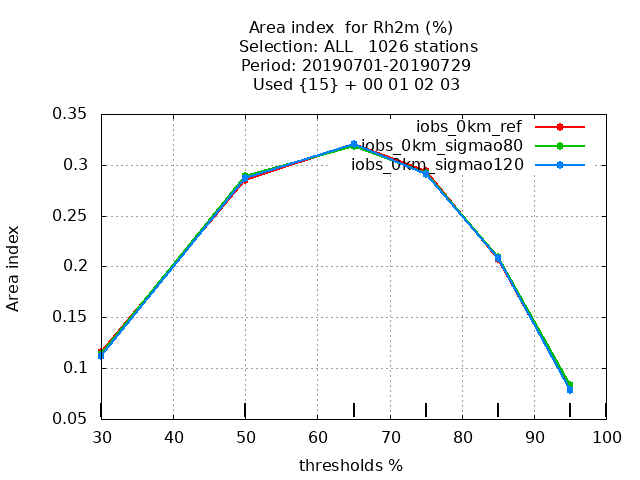 Area index  for Rh2m (%)
Selection: ALL   1026 stations
Period: 20190701-20190729
Used {15} + 00 01 02 03
iobs_0km_ref
iobs_0km_sigmao80
iobs_0km_sigmao120
Area index
0.35
0.3
0.25
0.2
0.15
0.1
0.05
30 40 50 60 70 80 90 100
thresholds %